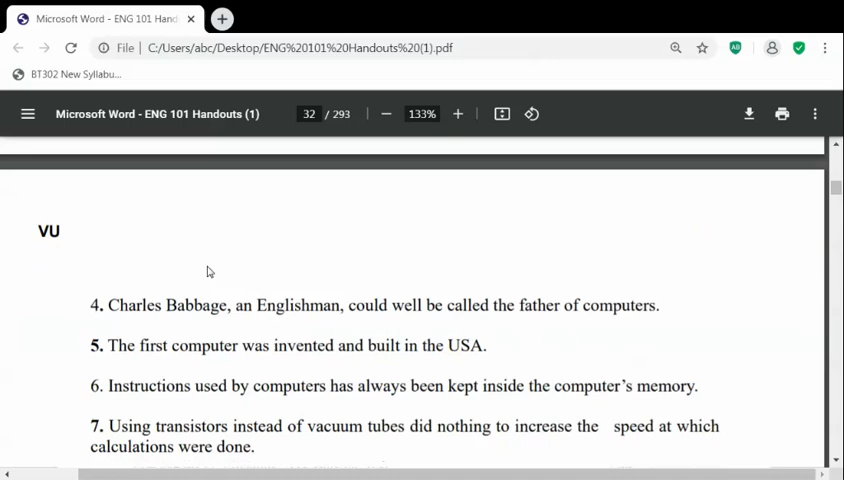 Microsoft Word - ENG 101 Hand
File C:/Users/abc/Desktop/ENG%20101%20Handouts%20(1).pdf
BT302 New Syllabu...
Microsoft Word - ENG 101 Handouts (1) 32 / 293 133%
VU
4. Charles Babbage, an Englishman, could well be called the father of computers.
5. The first computer was invented and built in the USA.
6. Instructions used by computers has always been kept inside the computer's memory.
7. Using transistors instead of vacuum tubes did nothing to increase the speed at which
calculations were done.